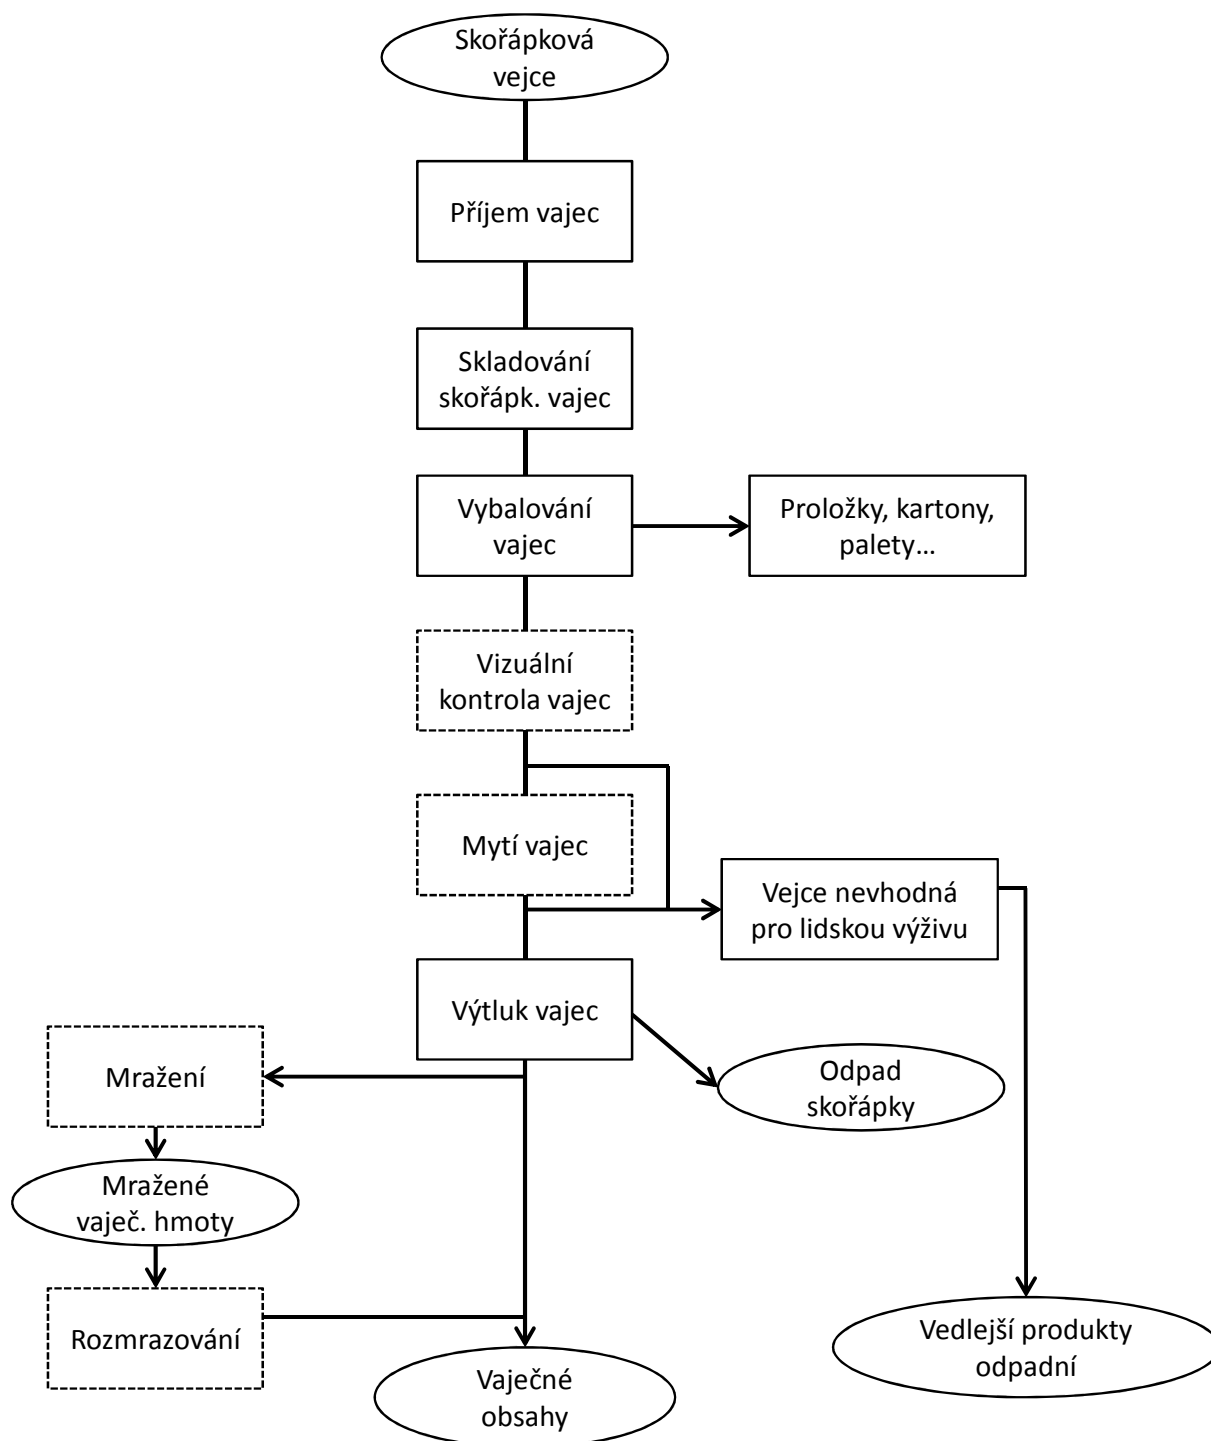 Skořápková
vejce
Příjem vajec
Skladování
skořápk. vajec
Vybalování
vajec
Proložky, kartony,
palety...
Vizuální
kontrola vajec
Mytí vajec
Vejce nevhodná
pro lidskou výživu
Výtluk vajec
Odpad
skořápky
Mražení
Mražené
vaječ. hmoty
Rozmrazování
Vaječné
obsahy
Vedlejší produkty
odpadní